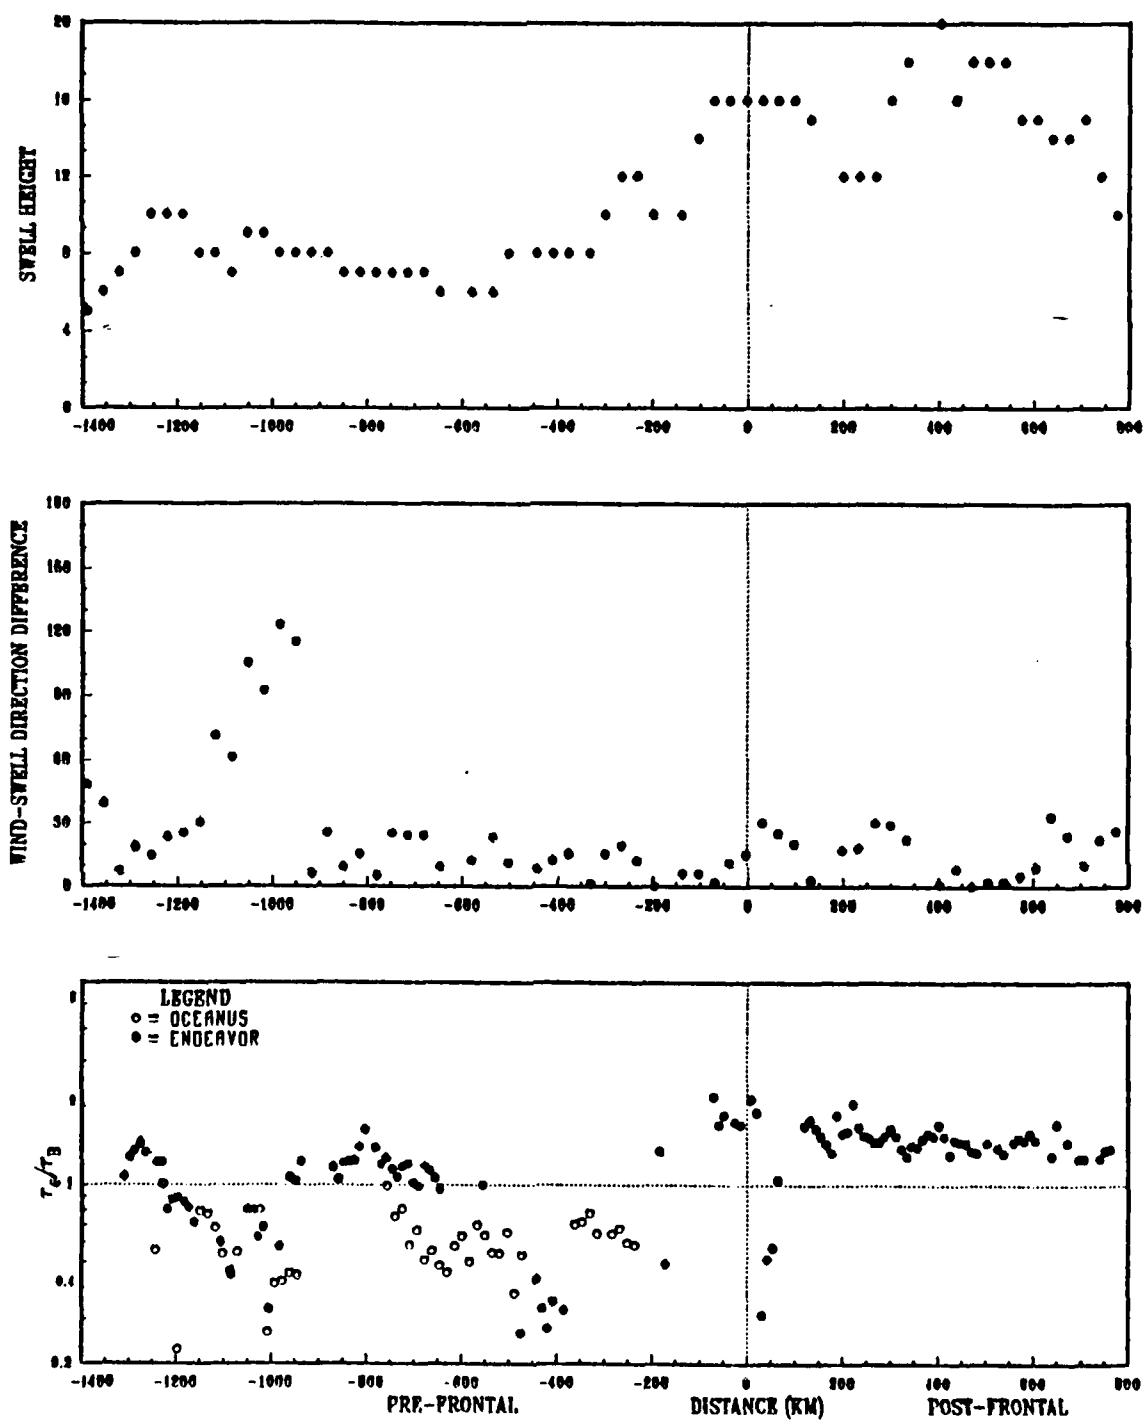 20
16
12
8
4
0
SWELL HEIGHT
-1400 -1200 -1000 -800 -600 -400 -200 0 200 400 600 800
180
150
120
90
60
30
0
WIND-SWELL DIRECTION DIFFERENCE
-1400 -1200 -1000 -800 -600 -400 -200 0 200 400 600 800
LEGEND
o = OCEANUS
● = ENDEAVOR
1
0.4
0.2
-1400 -1200 -1000 -800 -600 -400 -200 0 200 400 600 800
PRE-FRONTAL DISTANCE (KM) POST-FRONTAL